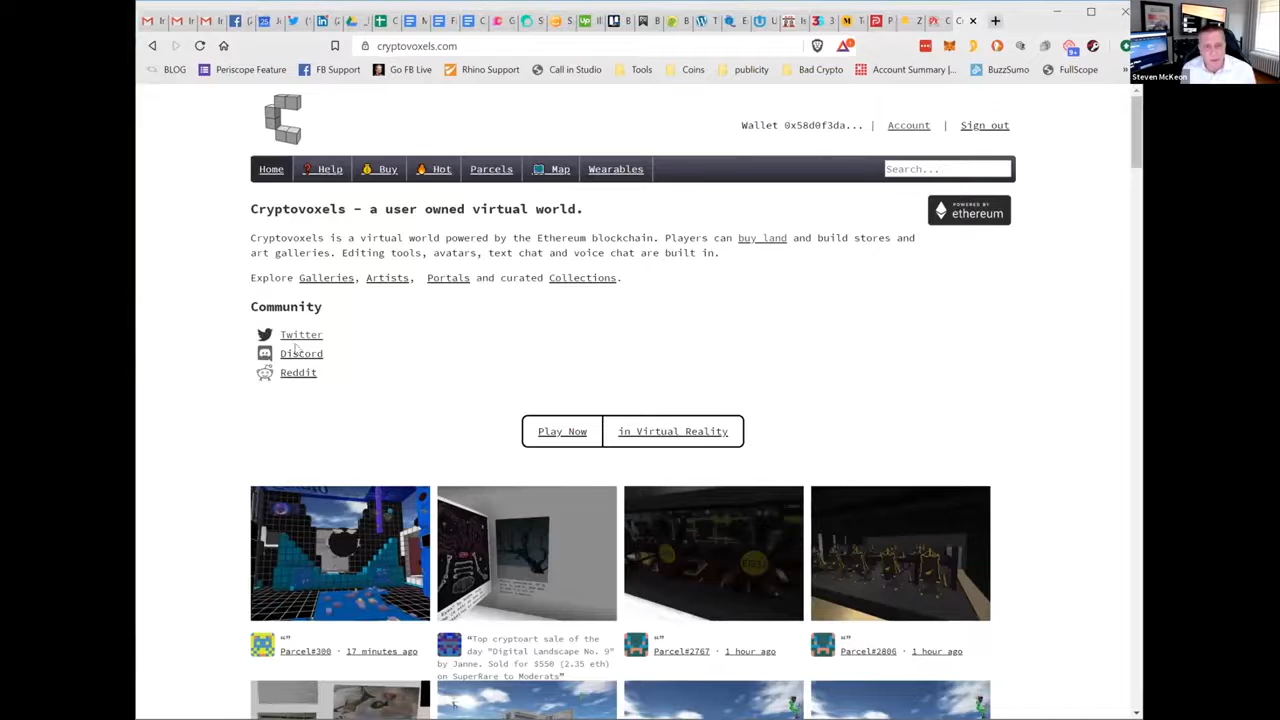 cryptovoxels.com
BLOG
Periscope Feature
FB Support
Go FB Live
Rhino Support
Call in Studio
Tools
Coins
publicity
Bad Crypto
Account Summary |...
BuzzSumo
FullScope
Steven McKeon
Wallet 0x58d0f3da... | Account | Sign out
Home
Help
Buy
Hot
Parcels
Map
Wearables
Search...
Cryptovoxels - a user owned virtual world.
POWERED BY
ethereum
Cryptovoxels is a virtual world powered by the Ethereum blockchain. Players can buy land and build stores and
art galleries. Editing tools, avatars, text chat and voice chat are built in.
Explore Galleries, Artists, Portals and curated Collections.
Community
Twitter
Discord
Reddit
Play Now
in Virtual Reality
“”
Parcel#300 · 17 minutes ago
“Top cryptoart sale of the
day "Digital Landscape No. 9"
by Janne. Sold for $550 (2.35 eth)
on SuperRare to Moderats”
“”
Parcel#2767 · 1 hour ago
“”
Parcel#2806 · 1 hour ago